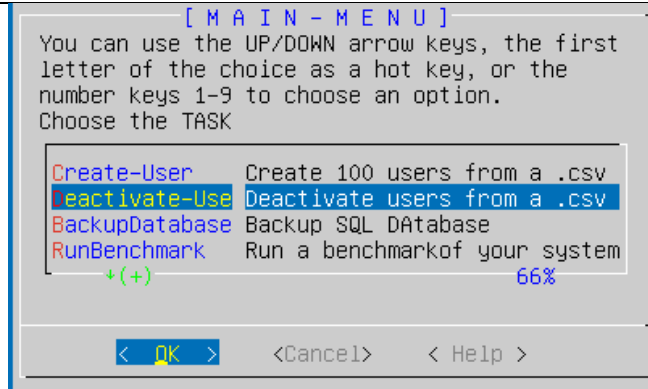 [ M A I N - M E N U ]
You can use the UP/DOWN arrow keys, the first
letter of the choice as a hot key, or the
number keys 1-9 to choose an option.
Choose the TASK
Create-User Create 100 users from a .csv
Deactivate-Use Deactivate users from a .csv
BackupDatabase Backup SQL DAtabase
RunBenchmark Run a benchmarkof your system
↓(+) 66%
< OK > <Cancel> < Help >